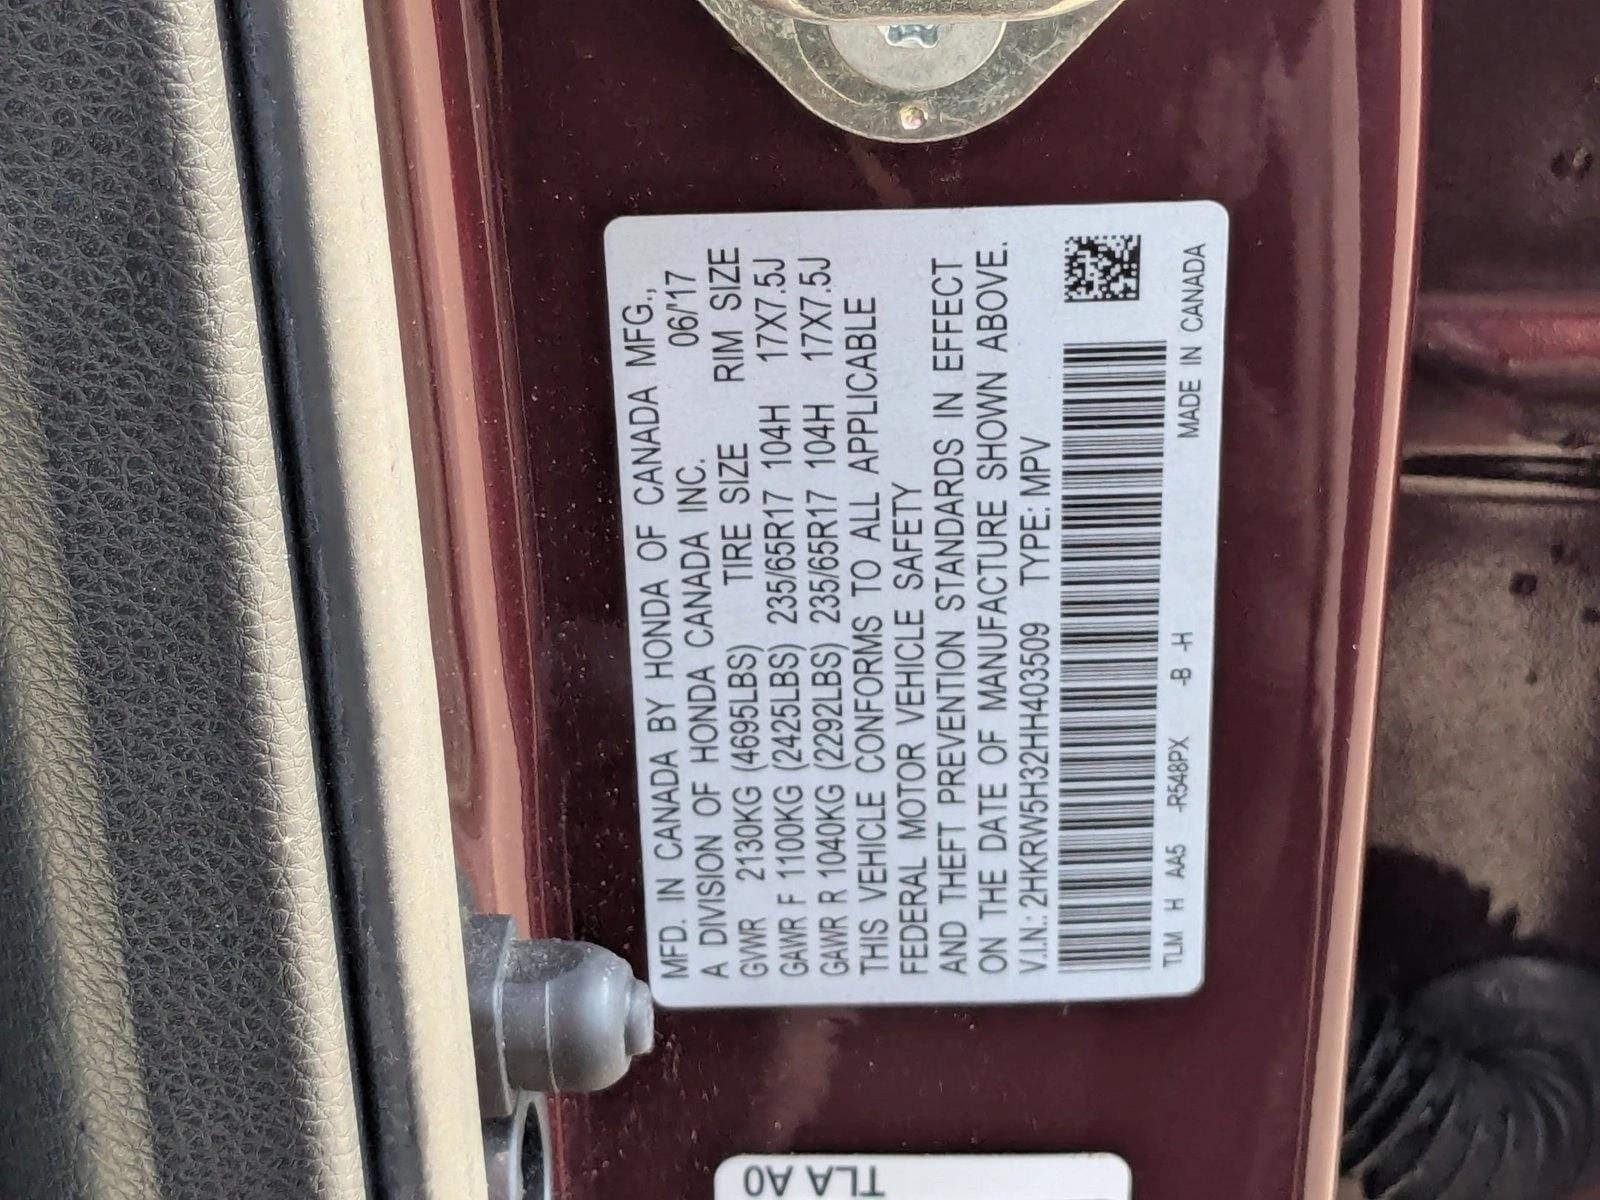 MFD. IN CANADA BY HONDA OF CANADA MFG.,
A DIVISION OF HONDA CANADA INC. 06/'17
GVWR 2130KG (4695LBS) TIRE SIZE RIM SIZE
GAWR F 1100KG (2425LBS) 235/65R17 104H 17X7.5J
GAWR R 1040KG (2292LBS) 235/65R17 104H 17X7.5J
THIS VEHICLE CONFORMS TO ALL APPLICABLE
FEDERAL MOTOR VEHICLE SAFETY
AND THEFT PREVENTION STANDARDS IN EFFECT
ON THE DATE OF MANUFACTURE SHOWN ABOVE.
V.I.N.: 2HKRW5H32HH403509 TYPE: MPV
TLM H AA5 -R548PX -B -H MADE IN CANADA
TLA A0